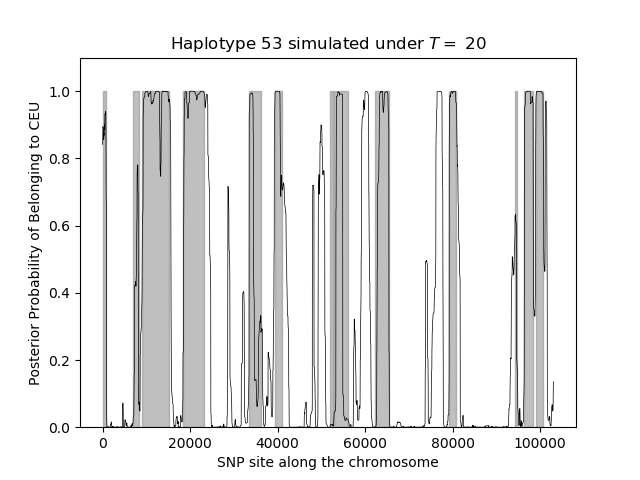 Haplotype 53 simulated under T = 20
Posterior Probability of Belonging to CEU
1.0
0.8
0.6
0.4
0.2
0.0
0 20000 40000 60000 80000 100000
SNP site along the chromosome